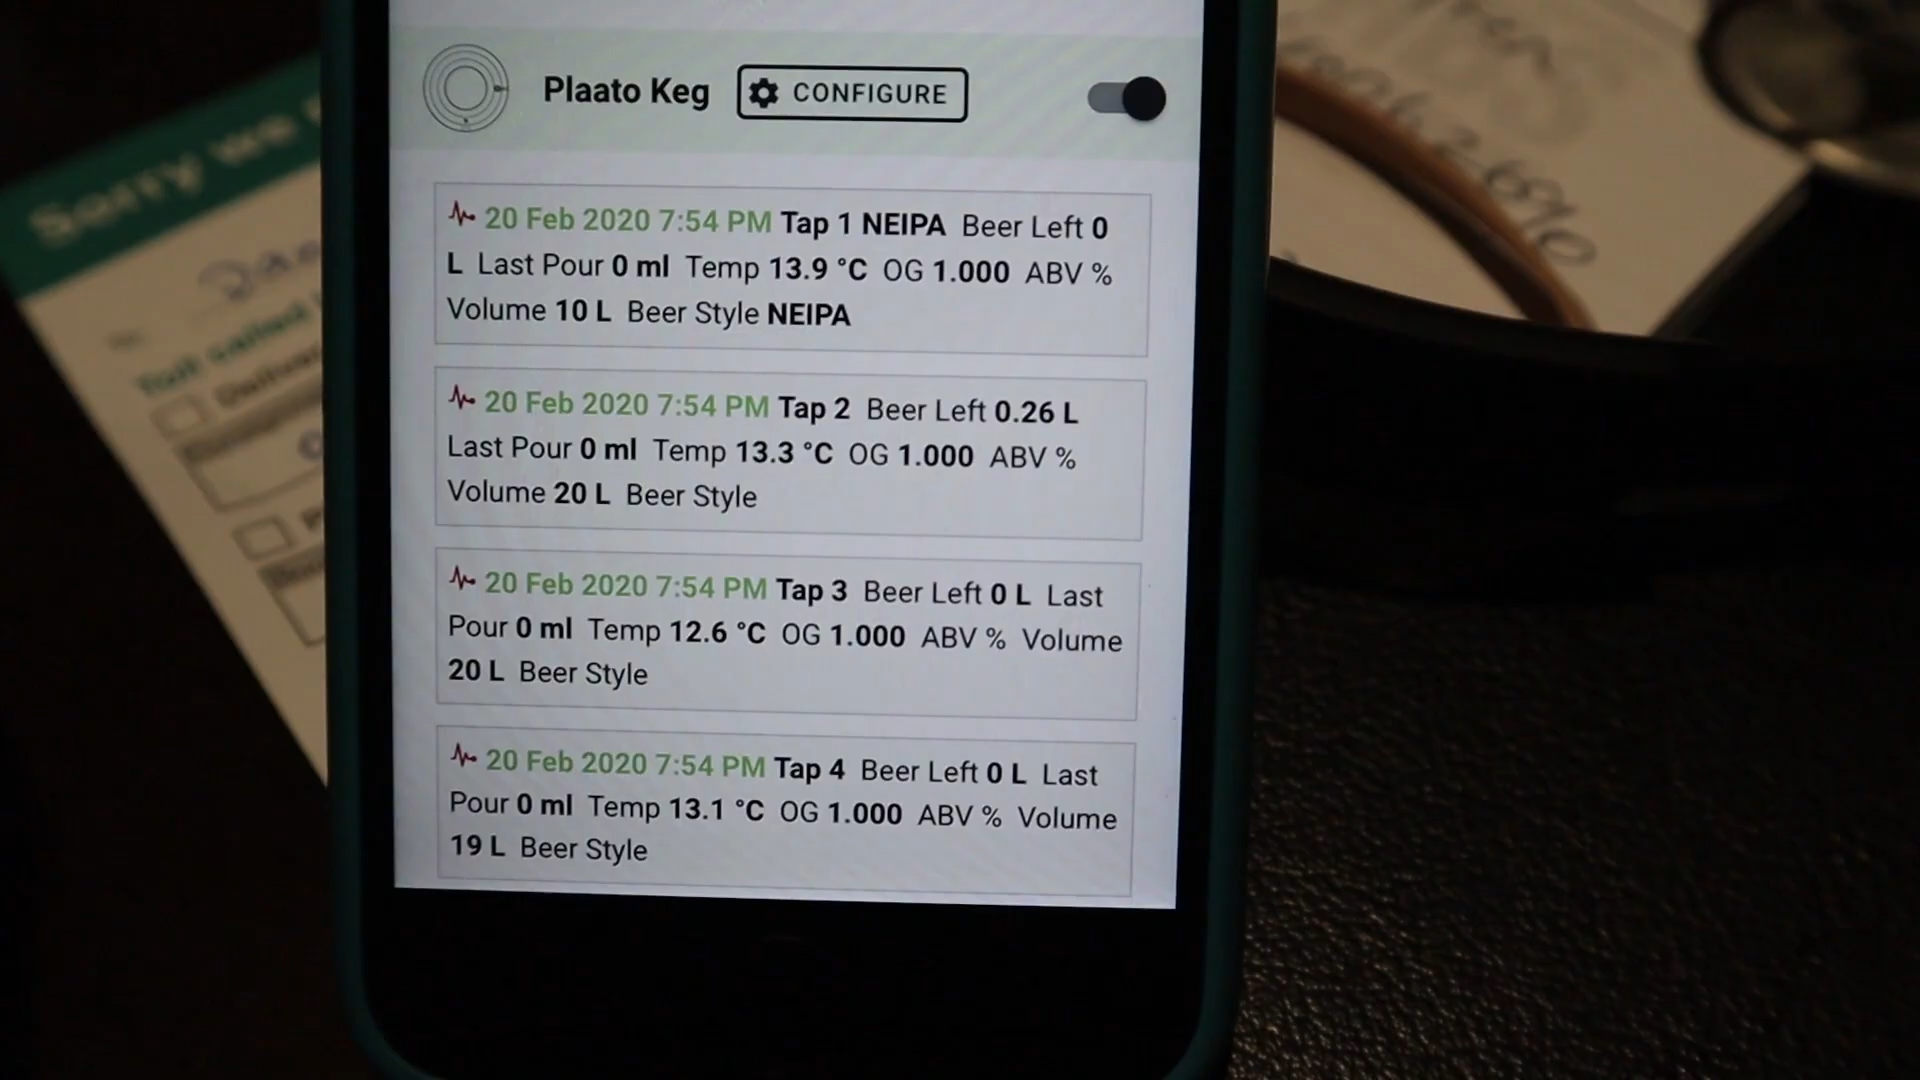 Plaato Keg CONFIGURE
20 Feb 2020 7:54 PM Tap 1 NEIPA Beer Left 0
L Last Pour 0 ml Temp 13.9 °C OG 1.000 ABV %
Volume 10 L Beer Style NEIPA
20 Feb 2020 7:54 PM Tap 2 Beer Left 0.26 L
Last Pour 0 ml Temp 13.3 °C OG 1.000 ABV %
Volume 20 L Beer Style
20 Feb 2020 7:54 PM Tap 3 Beer Left 0 L Last
Pour 0 ml Temp 12.6 °C OG 1.000 ABV % Volume
20 L Beer Style
20 Feb 2020 7:54 PM Tap 4 Beer Left 0 L Last
Pour 0 ml Temp 13.1 °C OG 1.000 ABV % Volume
19 L Beer Style
Sorry we